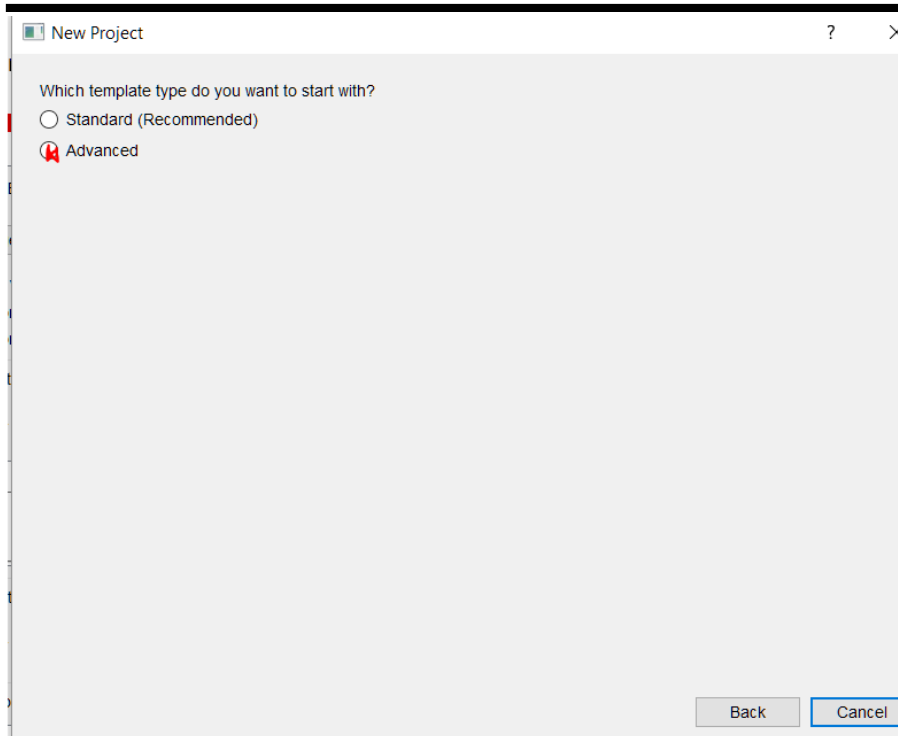 New Project
?
Which template type do you want to start with?
Standard (Recommended)
Advanced
Back Cancel